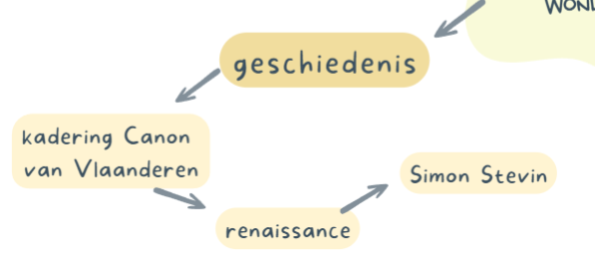 geschiedenis
kadering Canon
van Vlaanderen
Simon Stevin
renaissance